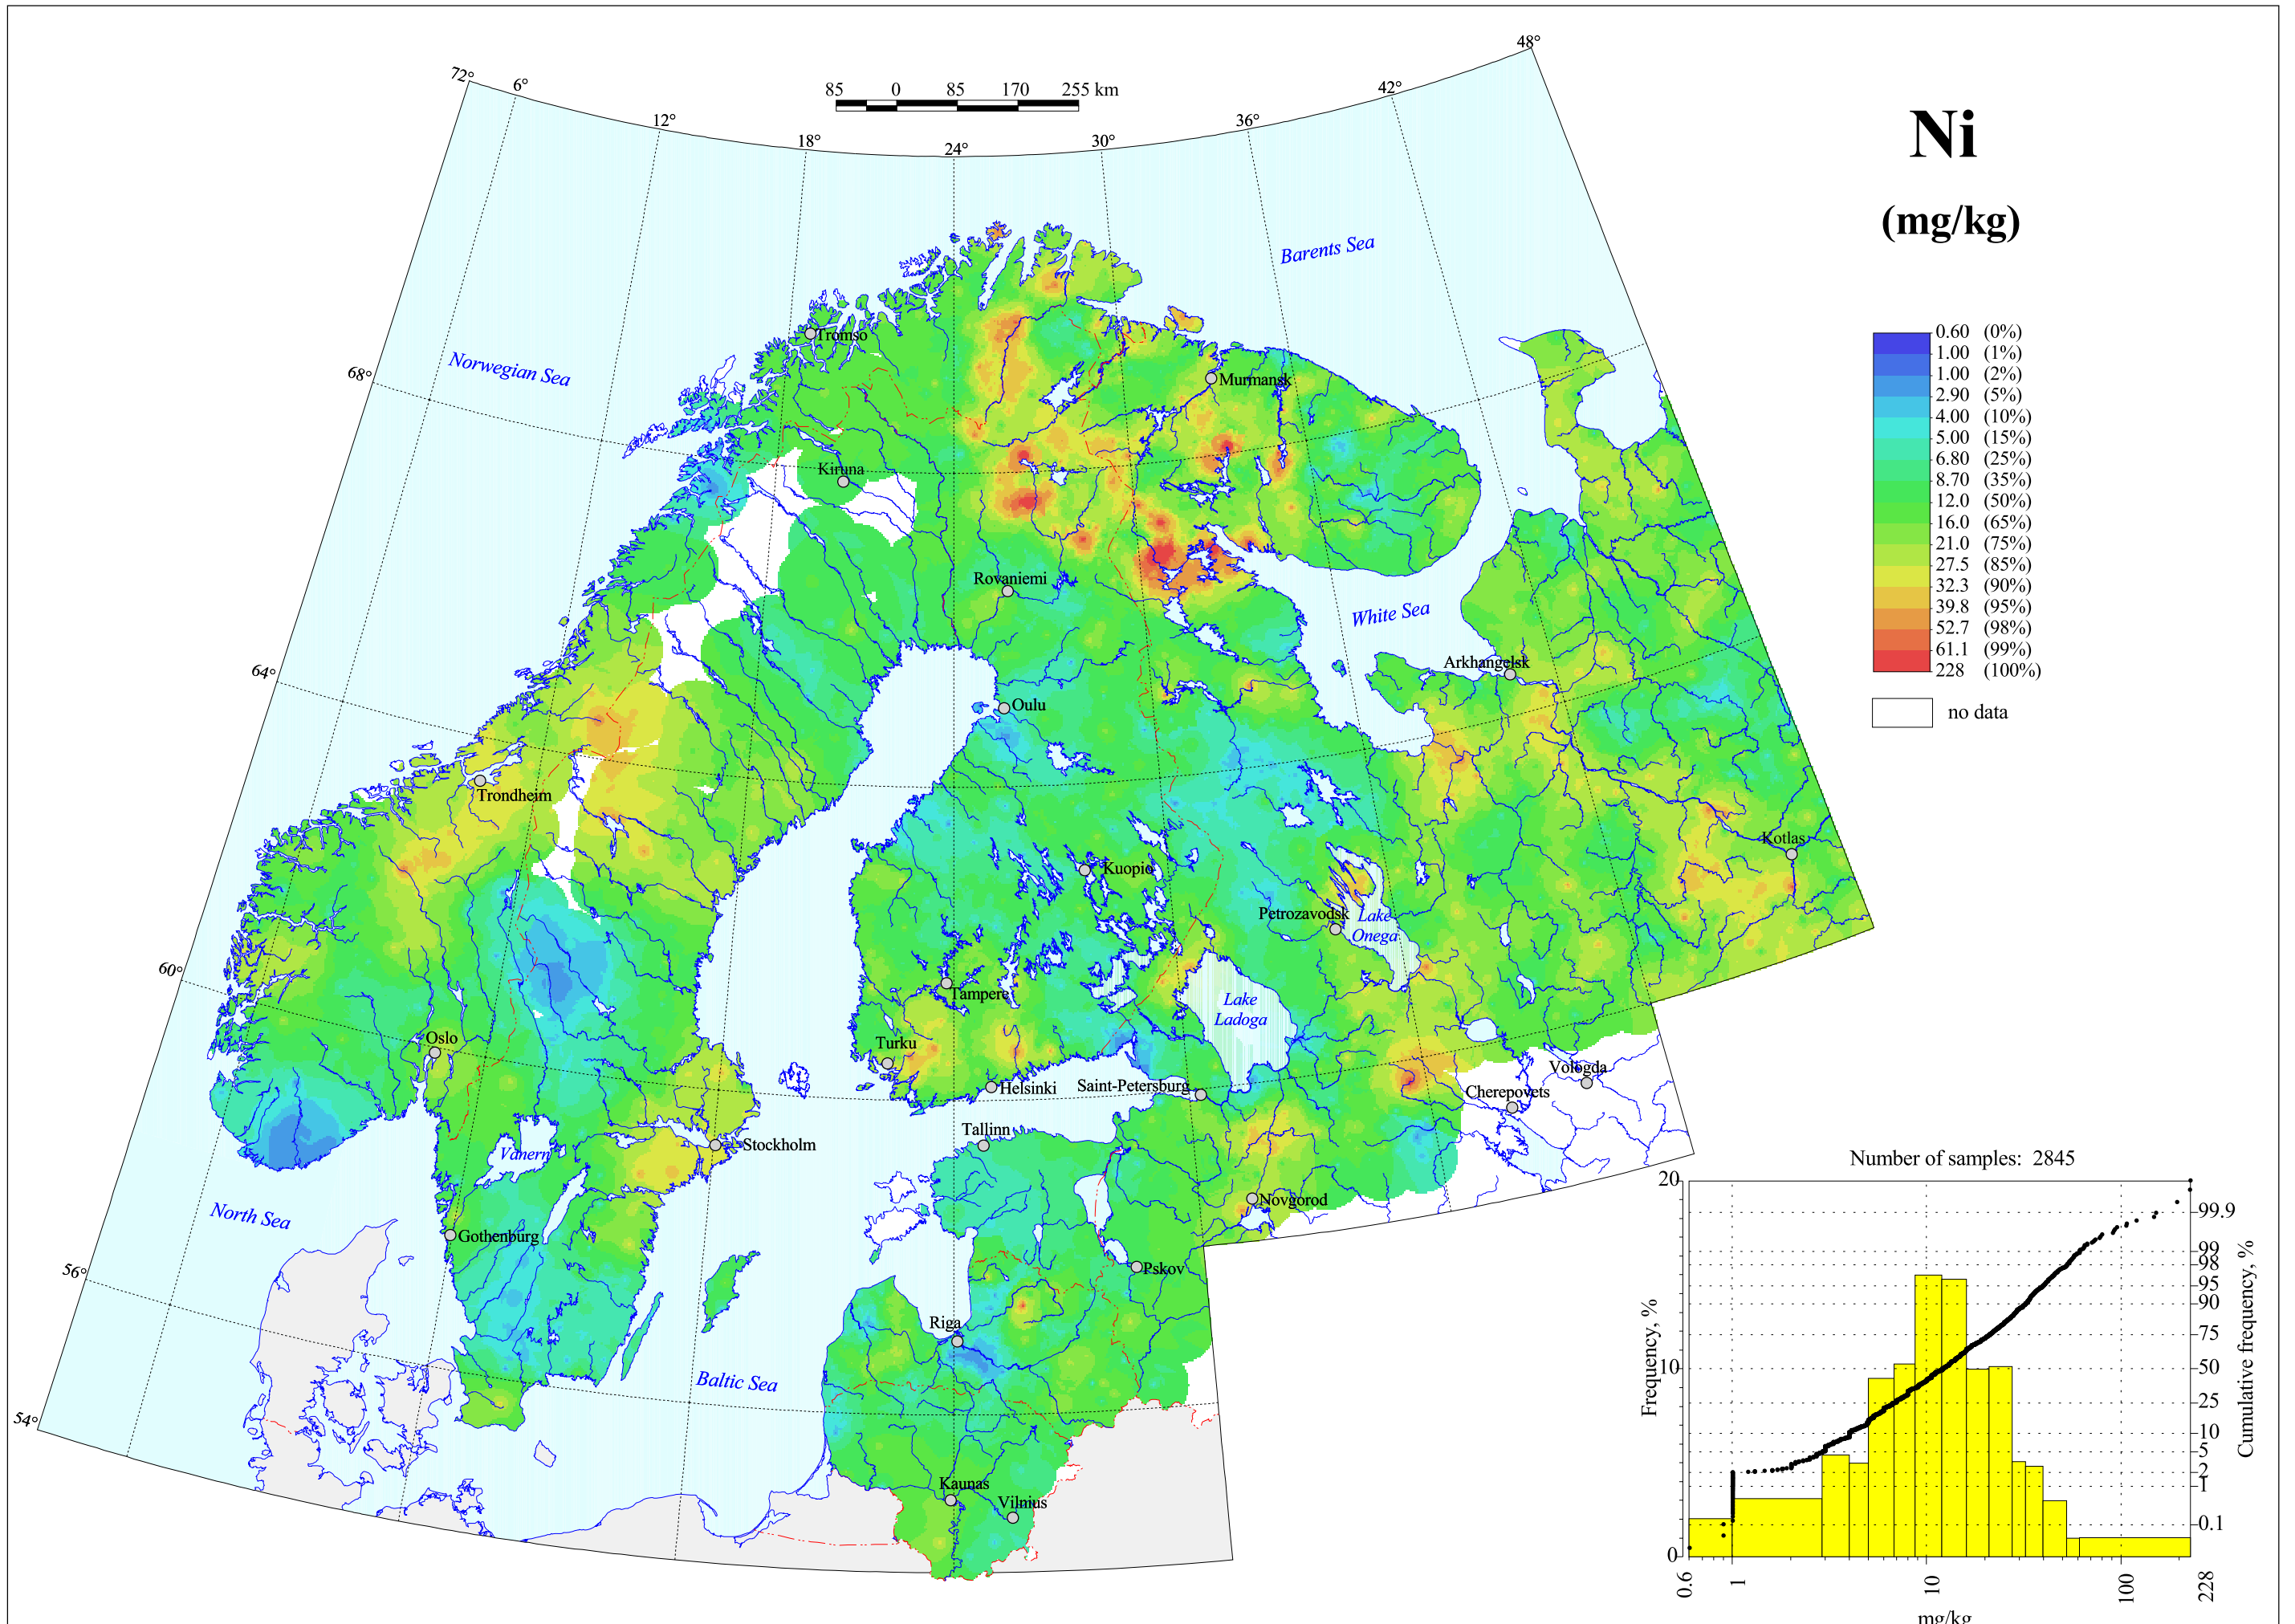 Ni
(mg/kg)
72°
6°
12°
18°
24°
30°
36°
42°
48°
85 0 85 170 255 km
68°
64°
60°
56°
54°
Barents Sea
Norwegian Sea
Tromso
Murmansk
Kiruna
Rovaniemi
White Sea
Arkhangelsk
Oulu
Trondheim
Kotlas
Kuopio
Petrozavodsk
Lake
Onega
Tampere
Lake
Ladoga
Oslo
Turku
Helsinki
Saint-Petersburg
Vologda
Cherepovets
Tallinn
Stockholm
Vanern
Novgorod
North Sea
Gothenburg
Pskov
Riga
Baltic Sea
Kaunas
Vilnius
0.60 (0%)
1.00 (1%)
1.00 (2%)
2.90 (5%)
4.00 (10%)
5.00 (15%)
6.80 (25%)
8.70 (35%)
12.0 (50%)
16.0 (65%)
21.0 (75%)
27.5 (85%)
32.3 (90%)
39.8 (95%)
52.7 (98%)
61.1 (99%)
228 (100%)
no data
Number of samples: 2845
20
10
0
Frequency, %
99.9
99
98
95
90
75
50
25
10
5
2
1
0.1
Cumulative frequency, %
0.6 1 10 100 228
mg/kg